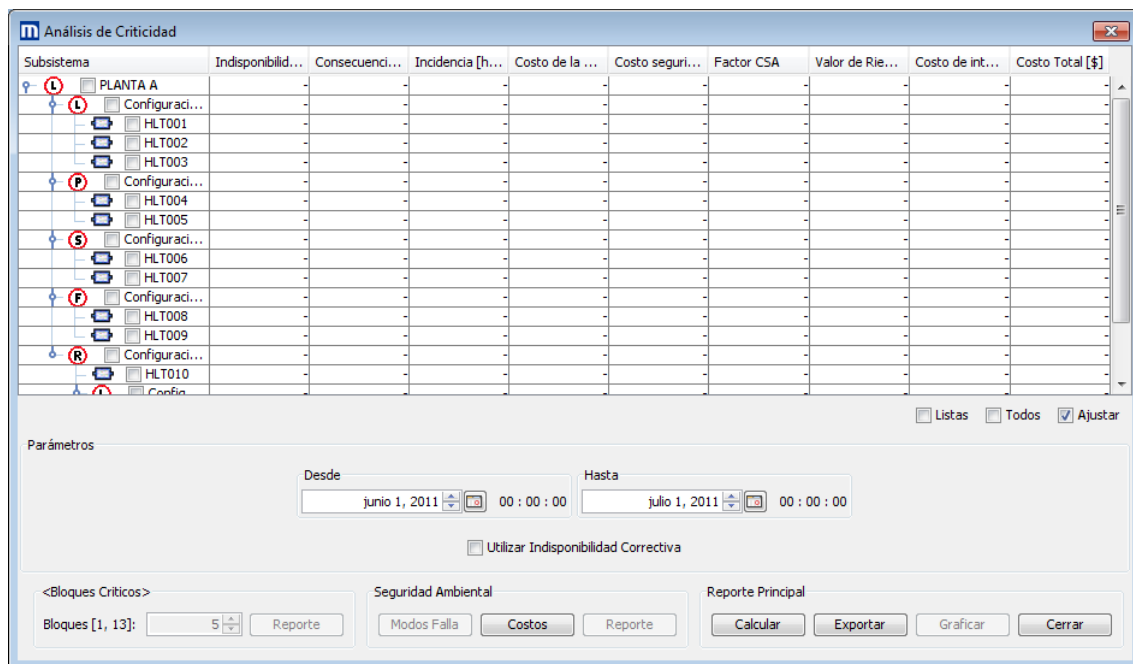 Análisis de Criticidad
Subsistema Indisponibilid... Consecuenci... Incidencia [h... Costo de la ... Costo seguri... Factor CSA Valor de Rie... Costo de int... Costo Total [$]
L PLANTA A - - - - - - - - -
L Configuraci... - - - - - - - - -
HLT001 - - - - - - - - -
HLT002 - - - - - - - - -
HLT003 - - - - - - - - -
P Configuraci... - - - - - - - - -
HLT004 - - - - - - - - -
HLT005 - - - - - - - - -
S Configuraci... - - - - - - - - -
HLT006 - - - - - - - - -
HLT007 - - - - - - - - -
F Configuraci... - - - - - - - - -
HLT008 - - - - - - - - -
HLT009 - - - - - - - - -
R Configuraci... - - - - - - - - -
HLT010 - - - - - - - - -
L Config - - - - - - - - -
Listas Todos Ajustar
Parámetros
Desde Hasta
junio 1, 2011 00 : 00 : 00 julio 1, 2011 00 : 00 : 00
Utilizar Indisponibilidad Correctiva
<Bloques Criticos> Seguridad Ambiental Reporte Principal
Bloques [1, 13]: 5 Reporte Modos Falla Costos Reporte Calcular Exportar Graficar Cerrar